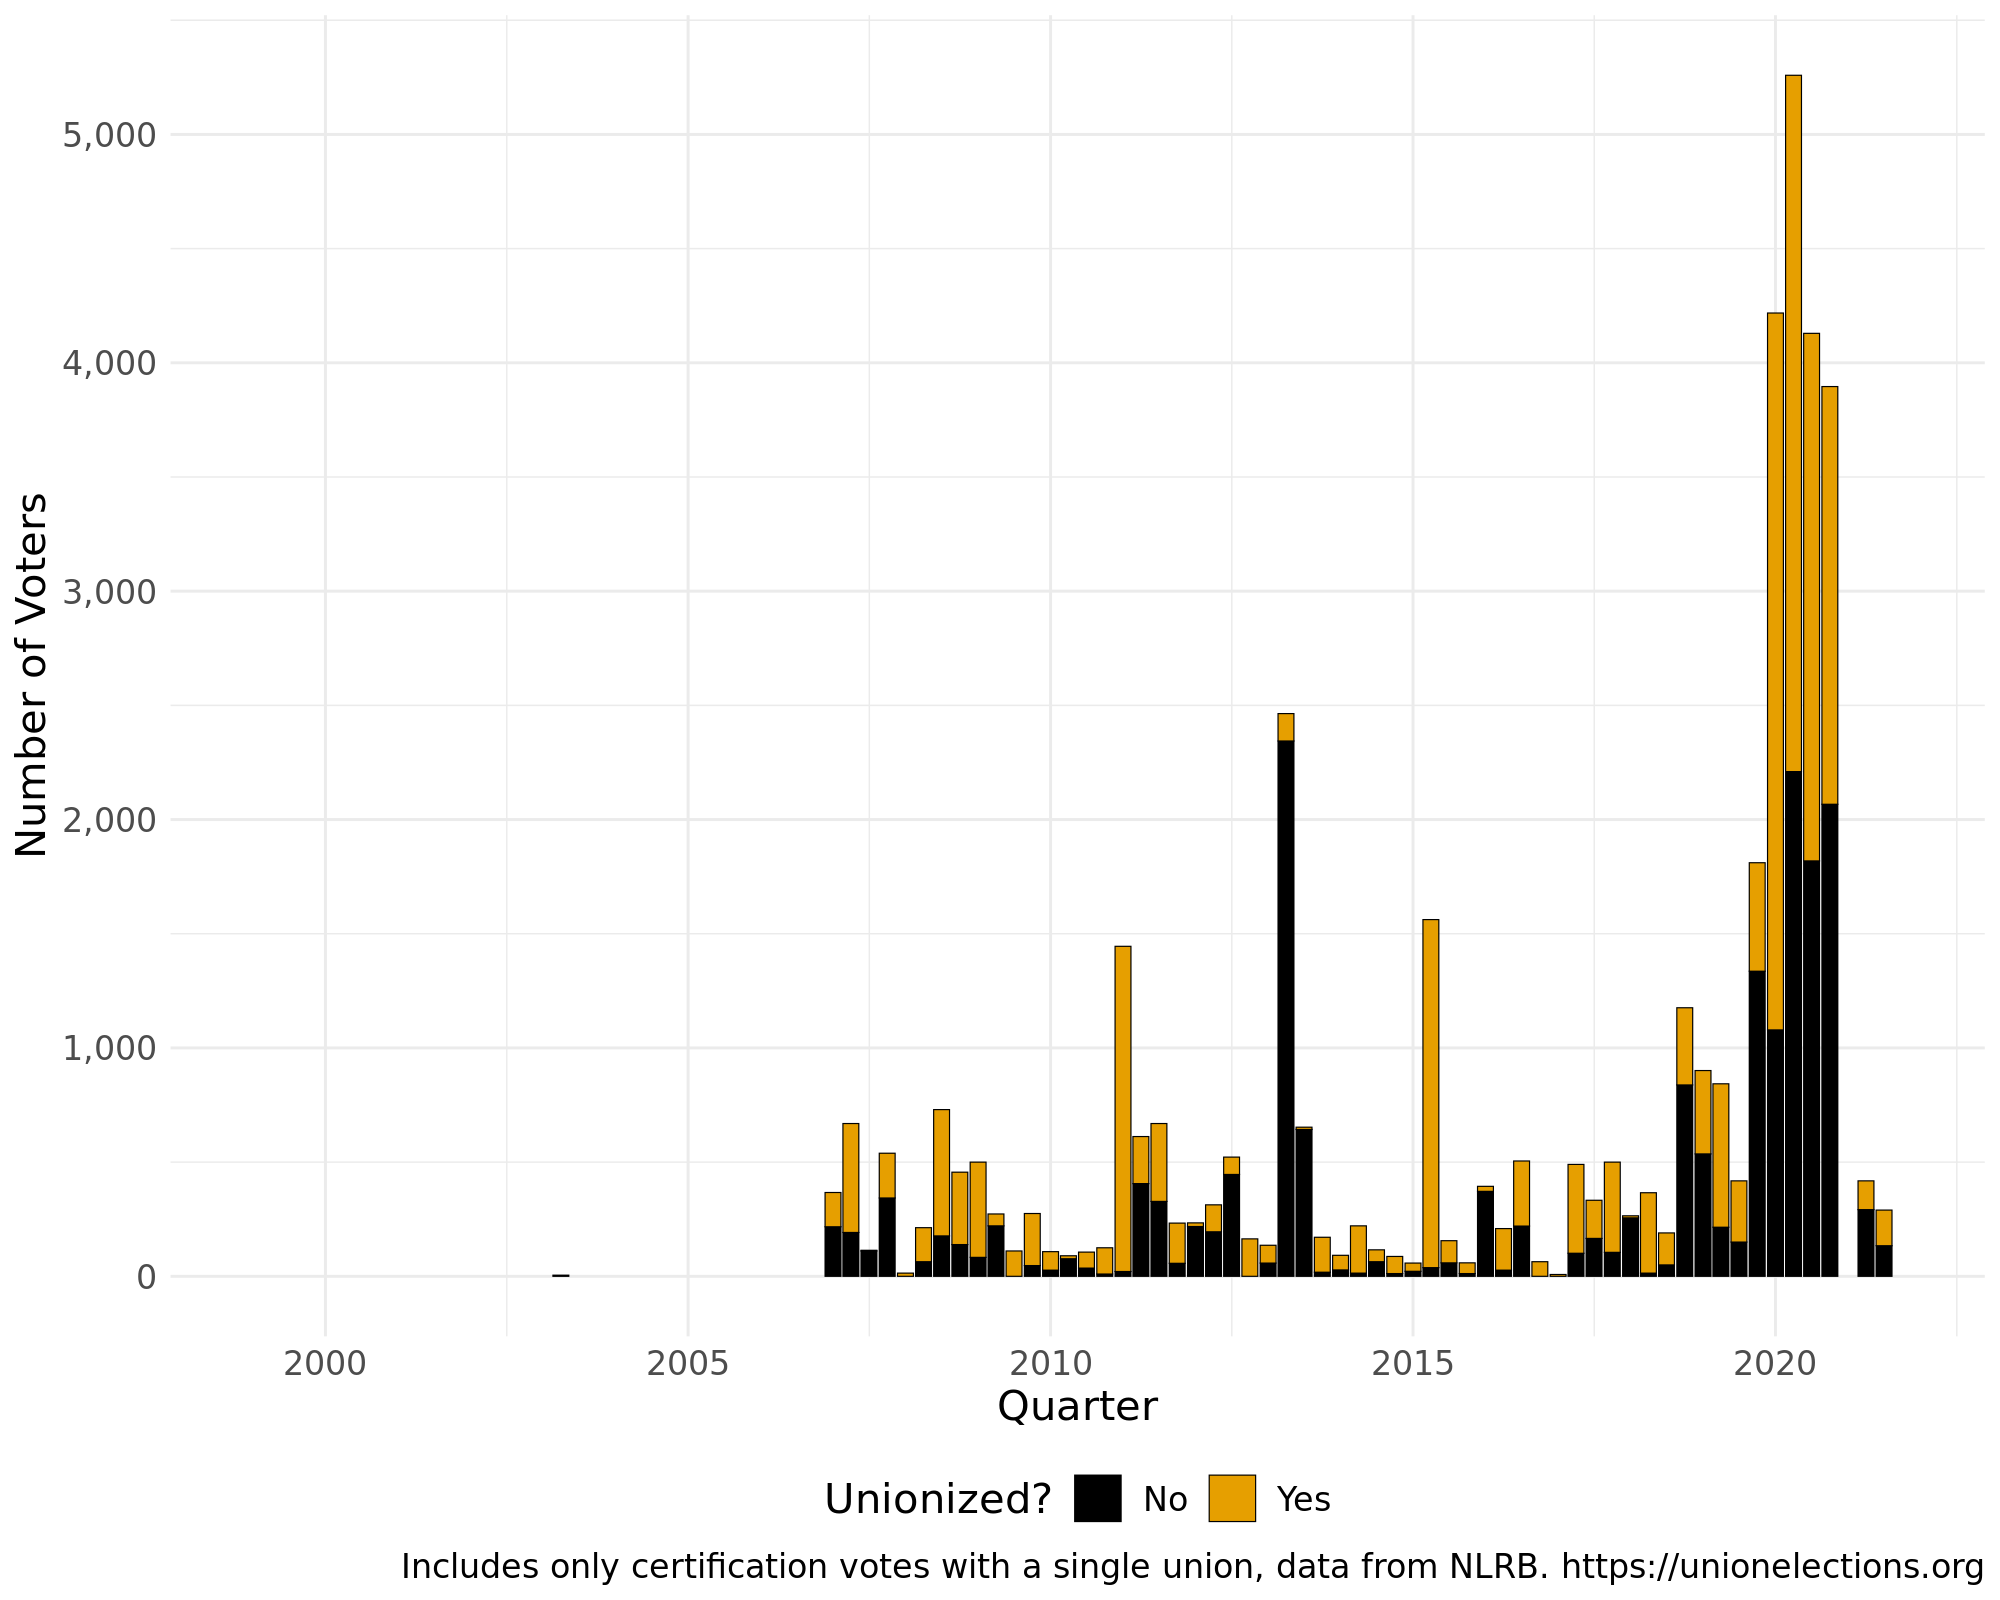 5,000
4,000
3,000
2,000
1,000
0
Number of Voters
2000 2005 2010 2015 2020
Quarter
Unionized? No Yes
Includes only certification votes with a single union, data from NLRB. https://unionelections.org